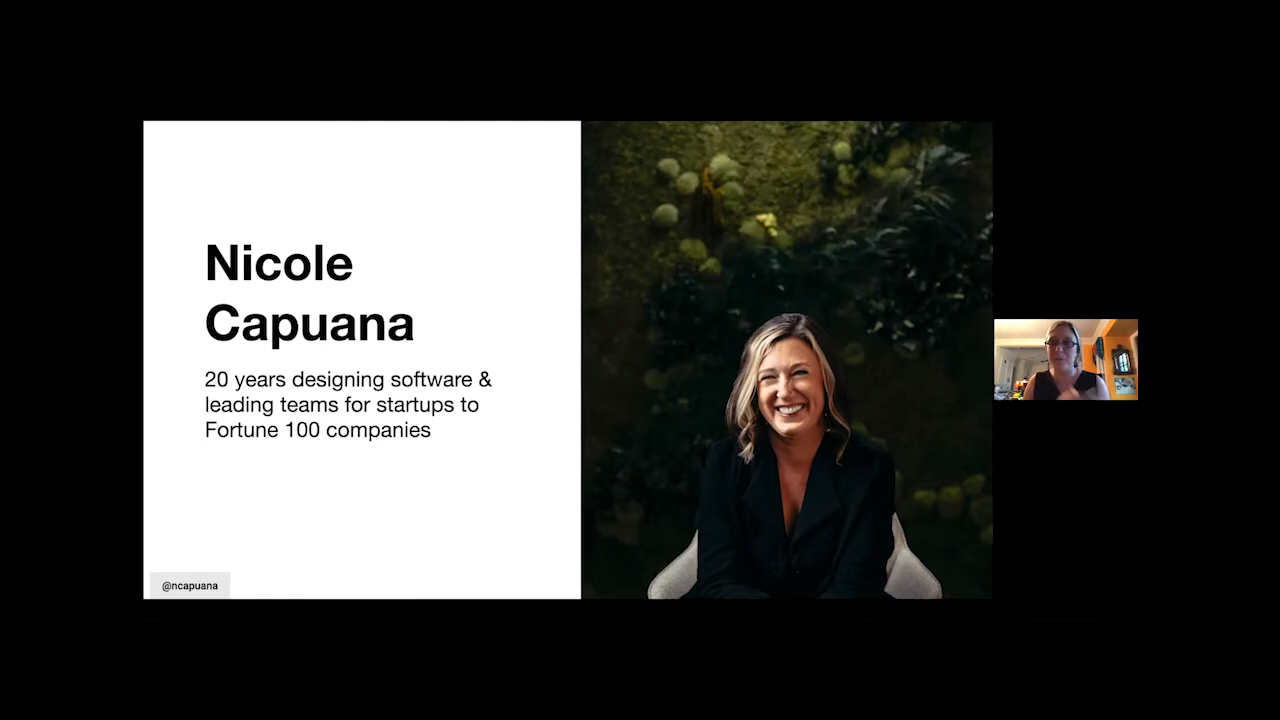 Nicole
Capuana
20 years designing software &
leading teams for startups to
Fortune 100 companies
@ncapuana